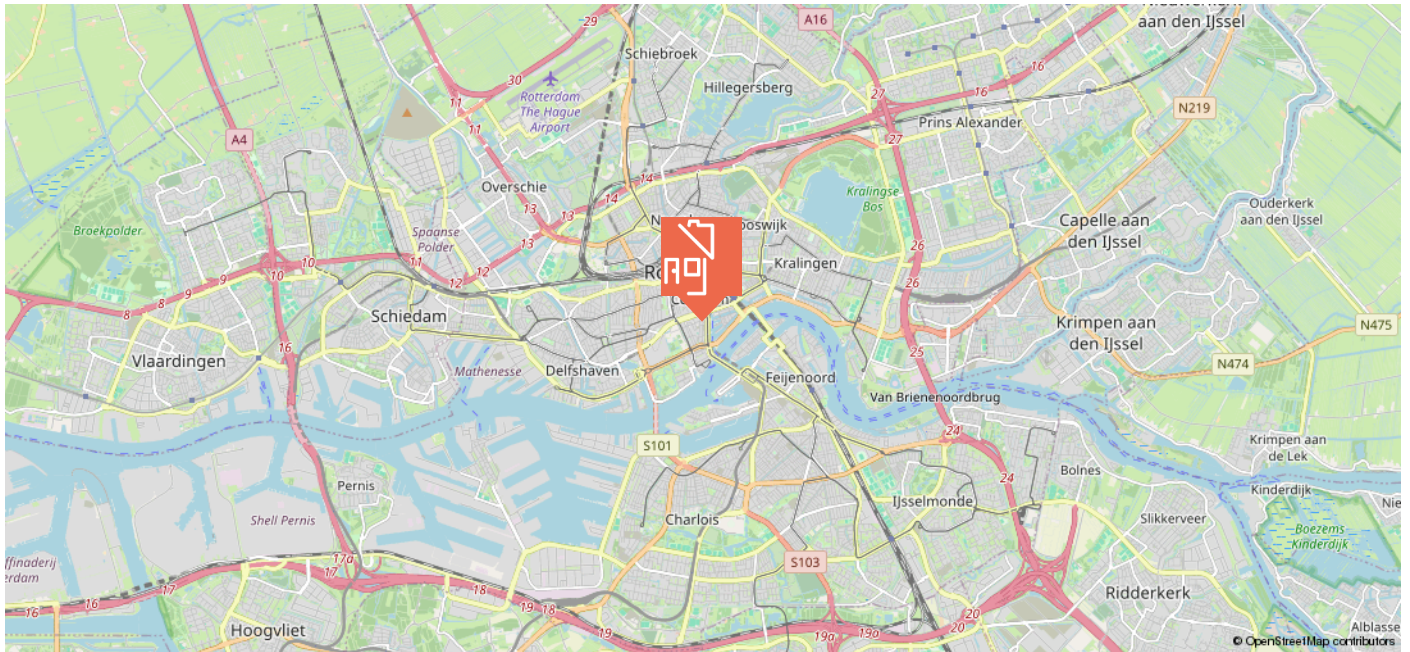 A16
29
Schiebroek
aan den IJssel
30
16
Hillegersberg
27
16
11
Rotterdam
The Hague
Airport
N219
11
27
Prins Alexander
A4
14
Overschie
14
Kralingse
Bos
Ouderkerk
aan den IJssel
13
13
Broekpolder
Spaanse
Polder
13
Capelle aan
den IJssel
26
10
10
11
12
12
Kralingen
9
9
26
8
8
Schiedam
Krimpen aan
den IJssel
N475
16
25
Vlaardingen
N474
Mathenesse
Delfshaven
Feijenoord
Van Brienenoordbrug
24
S101
Krimpen aan
de Lek
24
Bolnes
Pernis
Kinderdijk
IJsselmonde
Shell Pernis
Charlois
Slikkerveer
Boezems
Kinderdijk
17a
S103
17
17
18
16
16
18
Ridderkerk
19
20
20
Hoogvliet
19
19a
19a
© OpenStreetMap contributors